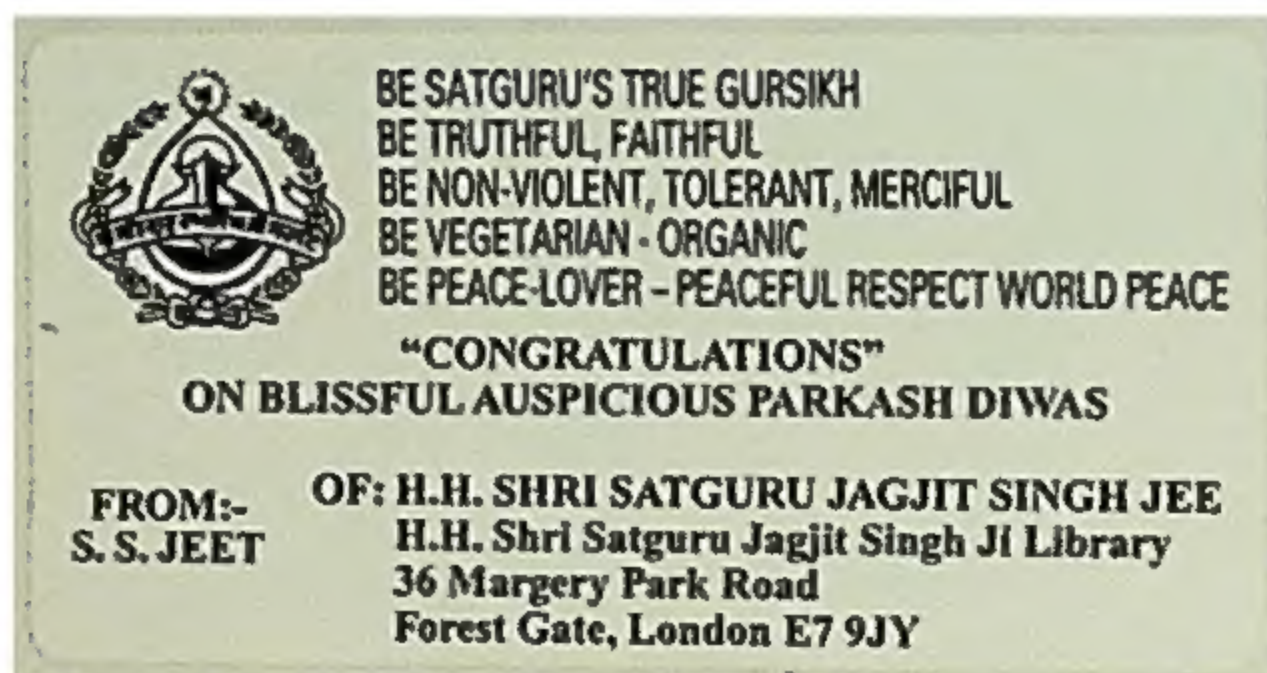 BE SATGURU'S TRUE GURSIKH
BE TRUTHFUL, FAITHFUL
BE NON-VIOLENT, TOLERANT, MERCIFUL
BE VEGETARIAN - ORGANIC
BE PEACE-LOVER – PEACEFUL RESPECT WORLD PEACE
“CONGRATULATIONS”
ON BLISSFUL AUSPICIOUS PARKASH DIWAS
FROM:-
S. S. JEET
OF: H.H. SHRI SATGURU JAGJIT SINGH JEE
H.H. Shri Satguru Jagjit Singh Ji Library
36 Margery Park Road
Forest Gate, London E7 9JY